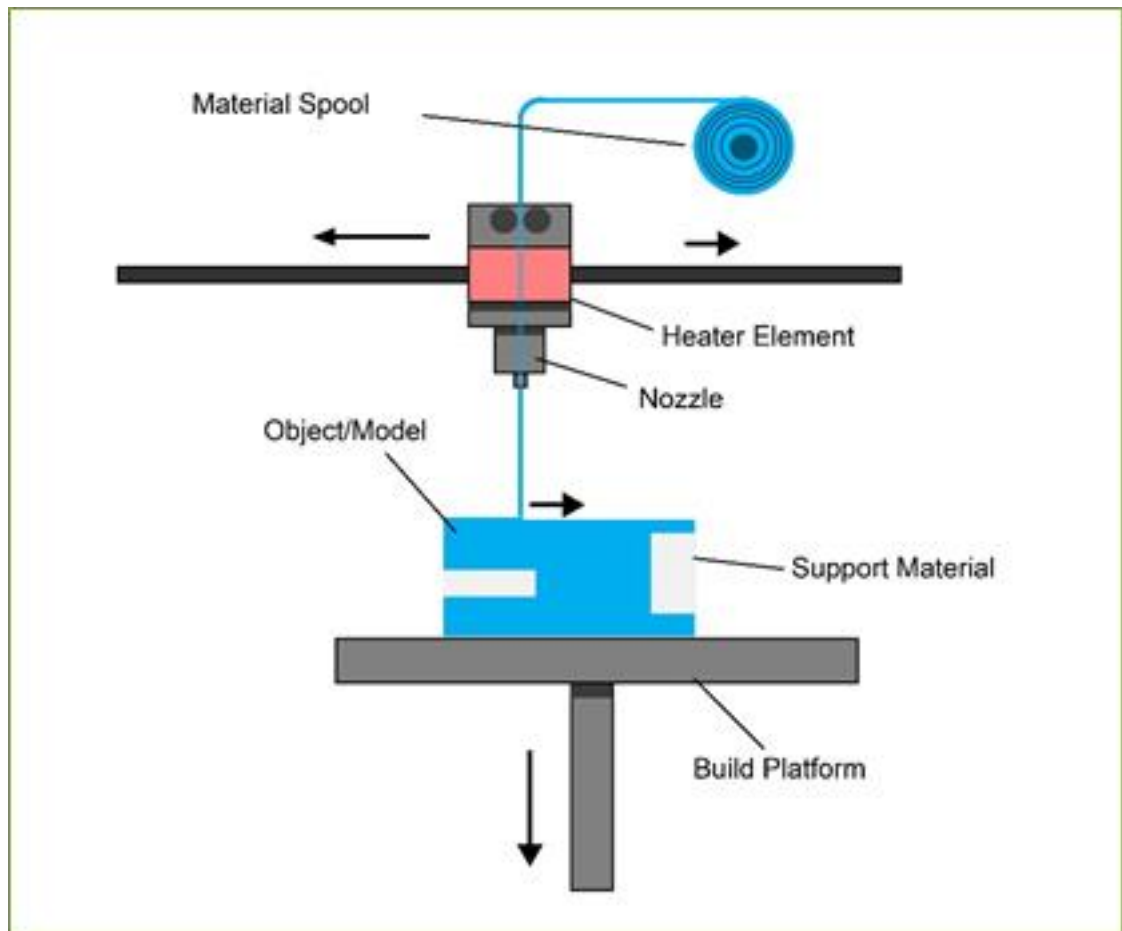 Material Spool
Heater Element
Nozzle
Object/Model
Support Material
Build Platform